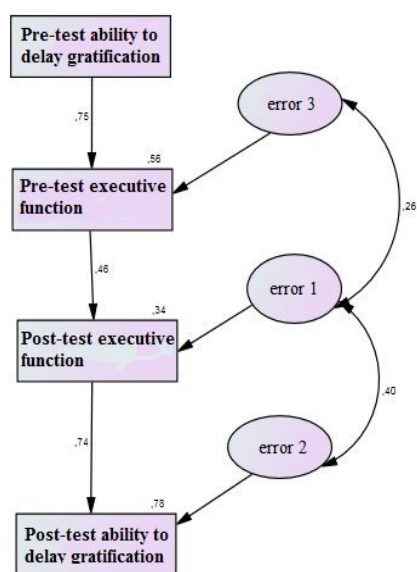 Pre-test ability to
delay gratification
error 3
,75
,56
Pre-test executive
function
,26
,46
error 1
,34
Post-test executive
function
,40
,74
error 2
,78
Post-test ability to
delay gratification